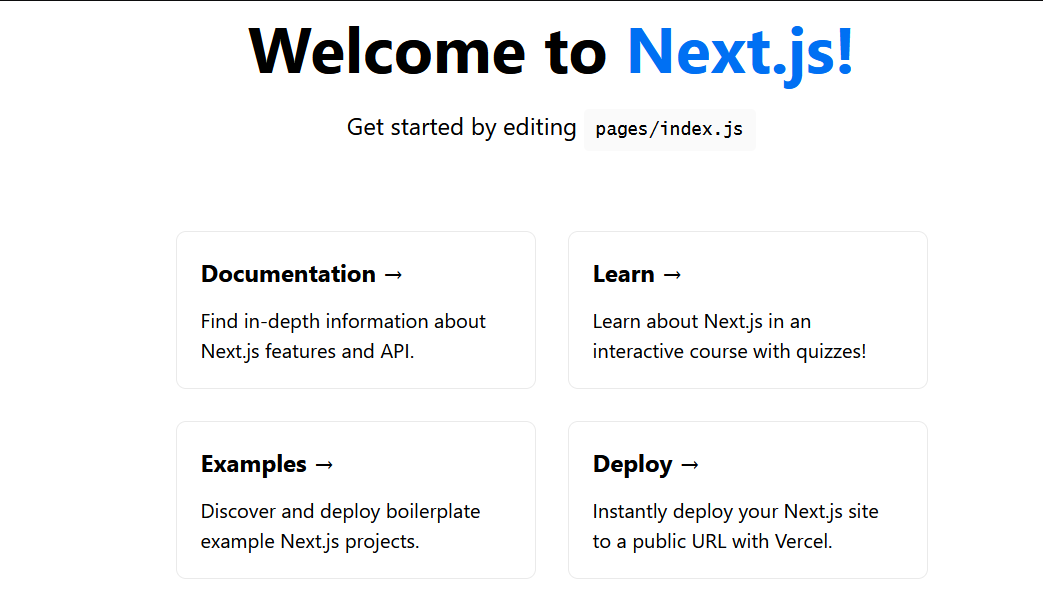 Welcome to Next.js!
Get started by editing pages/index.js
Documentation →
Find in-depth information about
Next.js features and API.
Learn →
Learn about Next.js in an
interactive course with quizzes!
Examples →
Discover and deploy boilerplate
example Next.js projects.
Deploy →
Instantly deploy your Next.js site
to a public URL with Vercel.